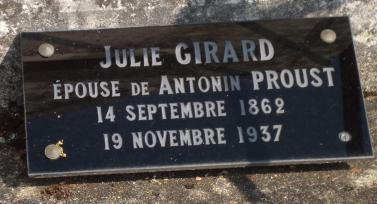 Julie GIRARD
ÉPOUSE DE ANTONIN PROUST
14 SEPTEMBRE 1862
19 NOVEMBRE 1937